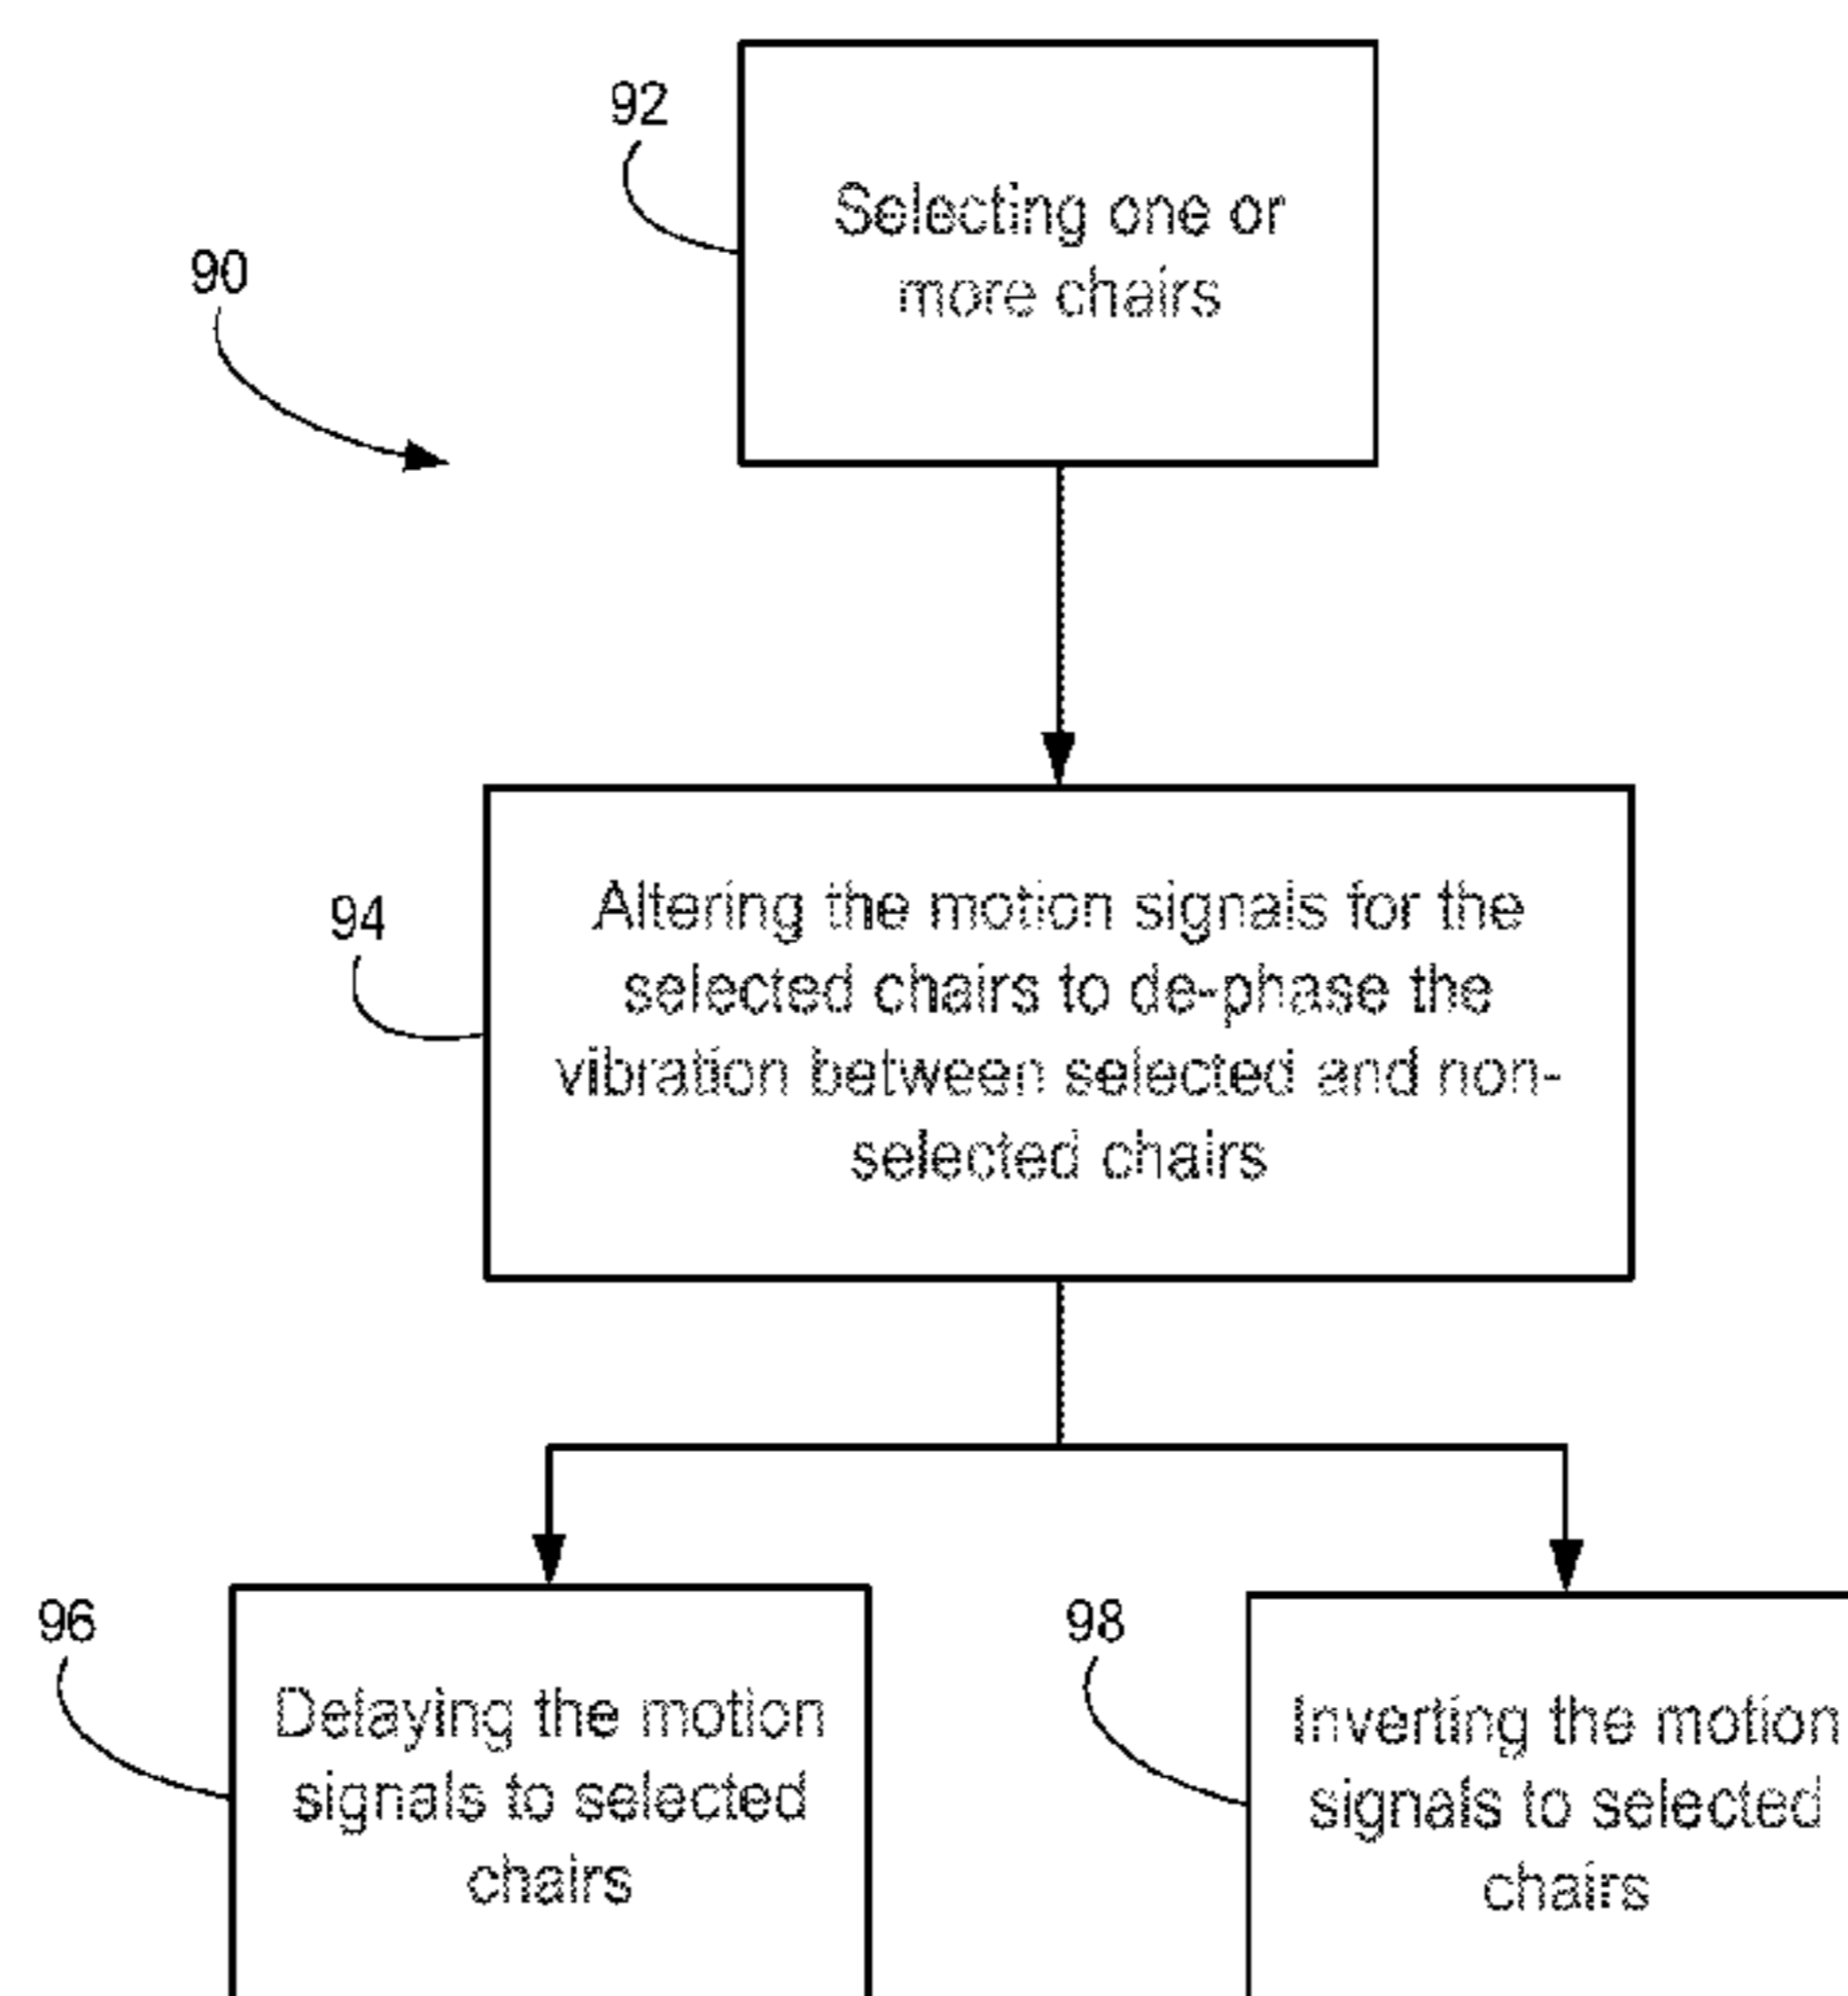 92
Selecting one or
more chairs
90
94
Altering the motion signals for the
selected chairs to de-phase the
vibration between selected and non-
selected chairs
96
Delaying the motion
signals to selected
chairs
98
Inverting the motion
signals to selected
chairs